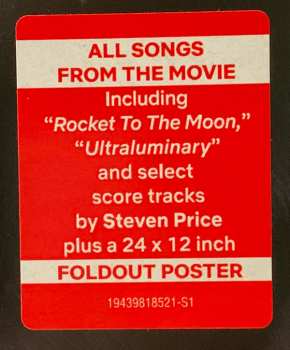 ALL SONGS
FROM THE MOVIE
Including
“Rocket To The Moon,”
“Ultraluminary”
and select
score tracks
by Steven Price
plus a 24 x 12 inch
FOLDOUT POSTER
19439818521-S1